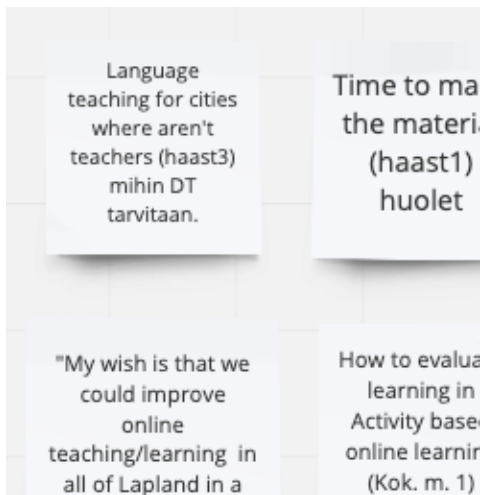 Language
teaching for cities
where aren't
teachers (haast3)
mihin DT
tarvitaan.
Time to ma
the materia
(haast1)
huolet
"My wish is that we
could improve
online
teaching/learning in
all of Lapland in a
How to evalua
learning in
Activity base
online learnin
(Kok. m. 1)